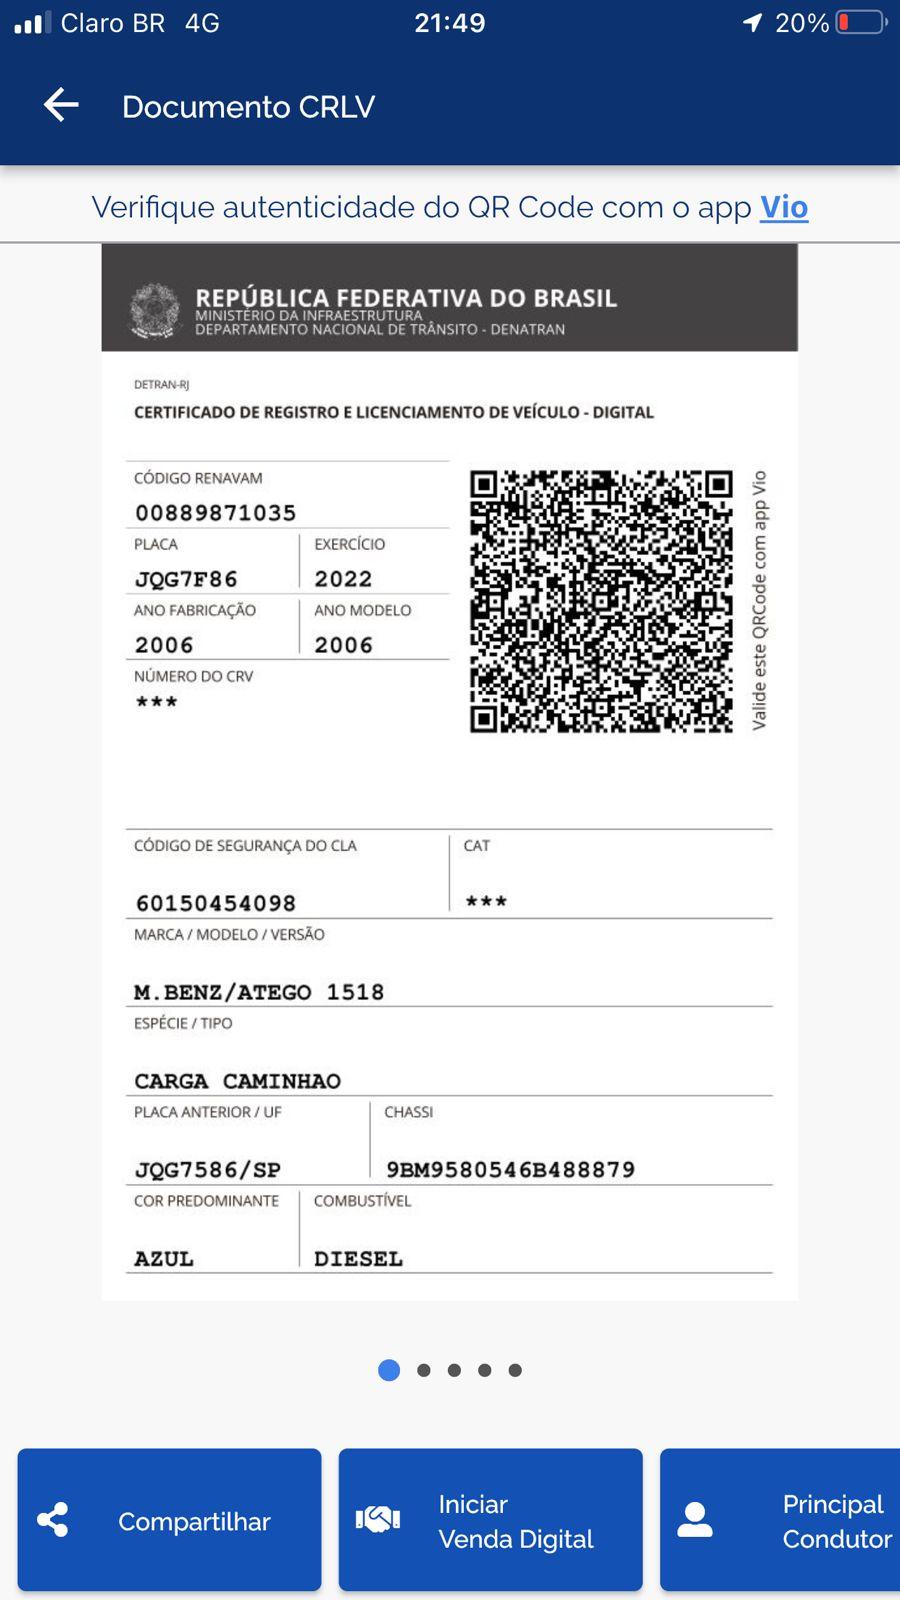 Claro BR 4G 21:49 20%
Documento CRLV
Verifique autenticidade do QR Code com o app Vio
REPÚBLICA FEDERATIVA DO BRASIL
MINISTÉRIO DA INFRAESTRUTURA
DEPARTAMENTO NACIONAL DE TRÂNSITO - DENATRAN
DETRAN-RJ
CERTIFICADO DE REGISTRO E LICENCIAMENTO DE VEÍCULO - DIGITAL
CÓDIGO RENAVAM
00889871035
PLACA EXERCÍCIO
JQG7F86 2022
ANO FABRICAÇÃO ANO MODELO
2006 2006
NÚMERO DO CRV
***
Valide este QRCode com app Vio
CÓDIGO DE SEGURANÇA DO CLA CAT
60150454098 ***
MARCA / MODELO / VERSÃO
M.BENZ/ATEGO 1518
ESPÉCIE / TIPO
CARGA CAMINHAO
PLACA ANTERIOR / UF CHASSI
JQG7586/SP 9BM9580546B488879
COR PREDOMINANTE COMBUSTÍVEL
AZUL DIESEL
Compartilhar
Iniciar
Venda Digital
Principal
Condutor